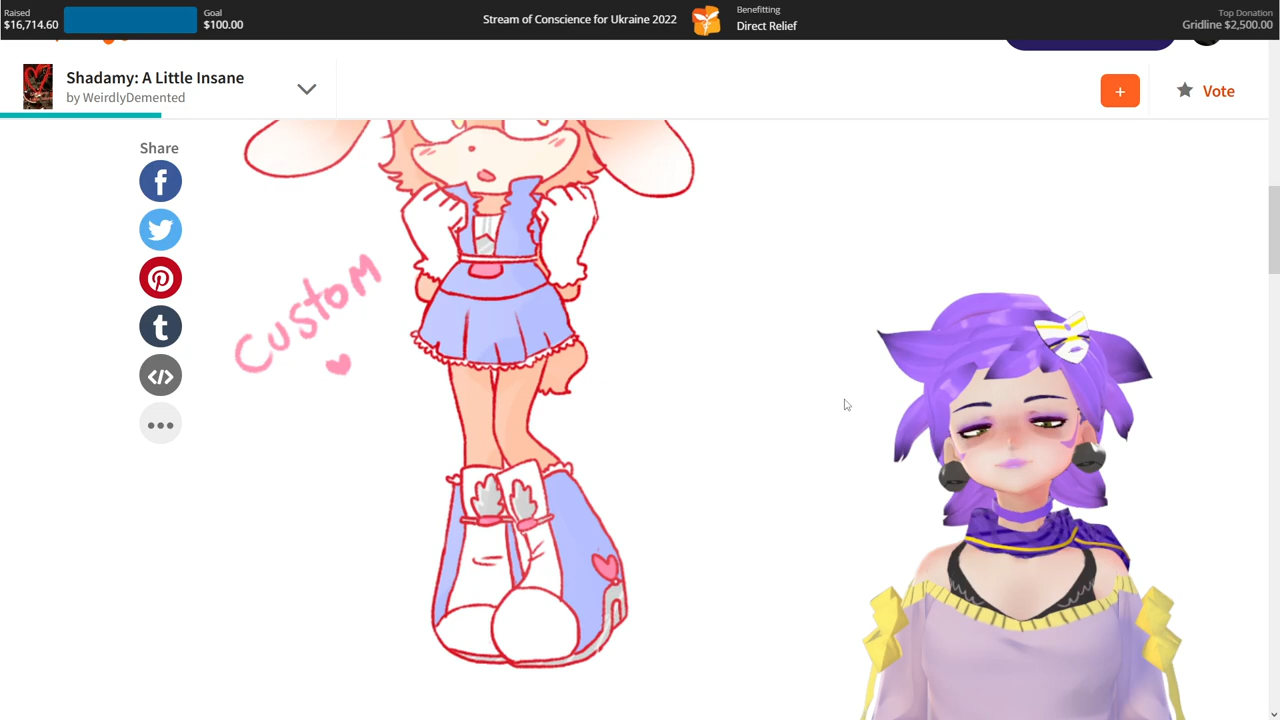 Raised
$16,714.60
Goal
$100.00
Stream of Conscience for Ukraine 2022
Benefitting
Direct Relief
Top Donation
Gridline $2,500.00
Shadamy: A Little Insane
by WeirdlyDemented
+
Vote
Share
Custom